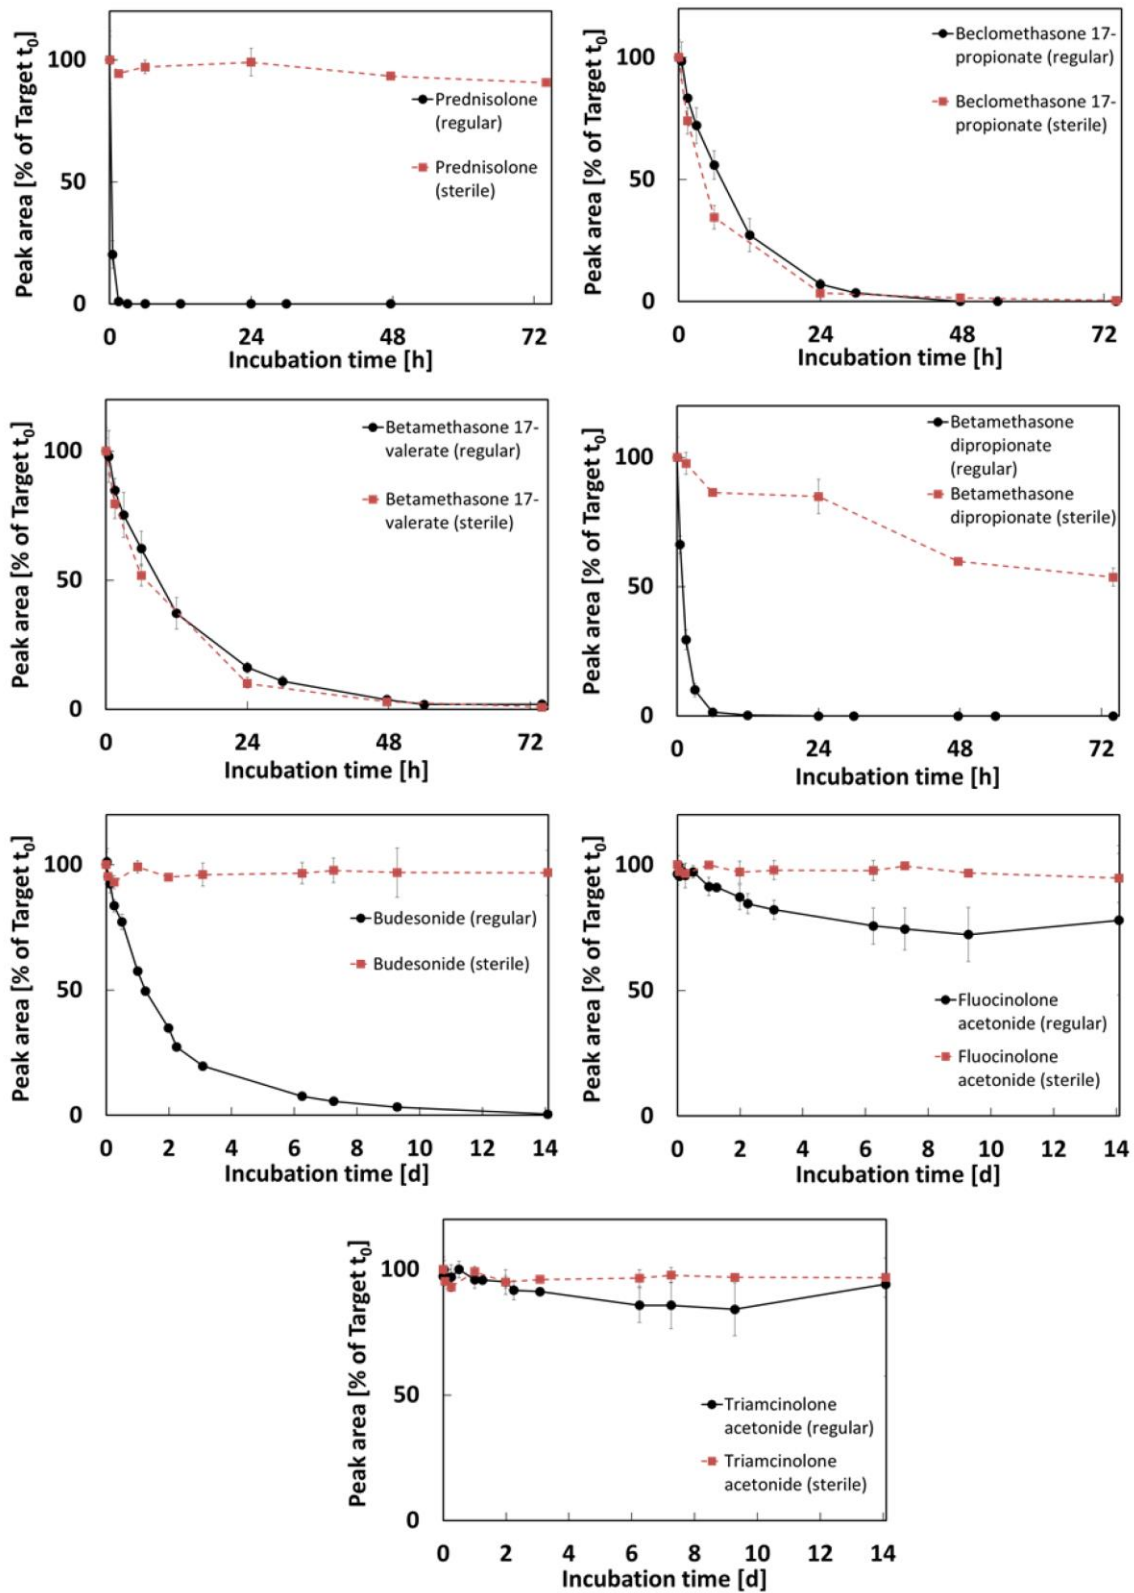 Peak area [% of Target t0]
100
50
0
Prednisolone
(regular)
Prednisolone
(sterile)
0 24 48 72
Incubation time [h]
Peak area [% of Target t0]
100
50
0
Beclomethasone 17-
propionate (regular)
Beclomethasone 17-
propionate (sterile)
0 24 48 72
Incubation time [h]
Peak area [% of Target t0]
100
50
0
Betamethasone 17-
valerate (regular)
Betamethasone 17-
valerate (sterile)
0 24 48 72
Incubation time [h]
Peak area [% of Target t0]
100
50
0
Betamethasone
dipropionate
(regular)
Betamethasone
dipropionate (sterile)
0 24 48 72
Incubation time [h]
Peak area [% of Target t0]
100
50
0
Budesonide (regular)
Budesonide (sterile)
0 2 4 6 8 10 12 14
Incubation time [d]
Peak area [% of Target t0]
100
50
0
Fluocinolone
acetonide (regular)
Fluocinolone
acetonide (sterile)
0 2 4 6 8 10 12 14
Incubation time [d]
Peak area [% of Target t0]
100
50
0
Triamcinolone
acetonide (regular)
Triamcinolone
acetonide (sterile)
0 2 4 6 8 10 12 14
Incubation time [d]